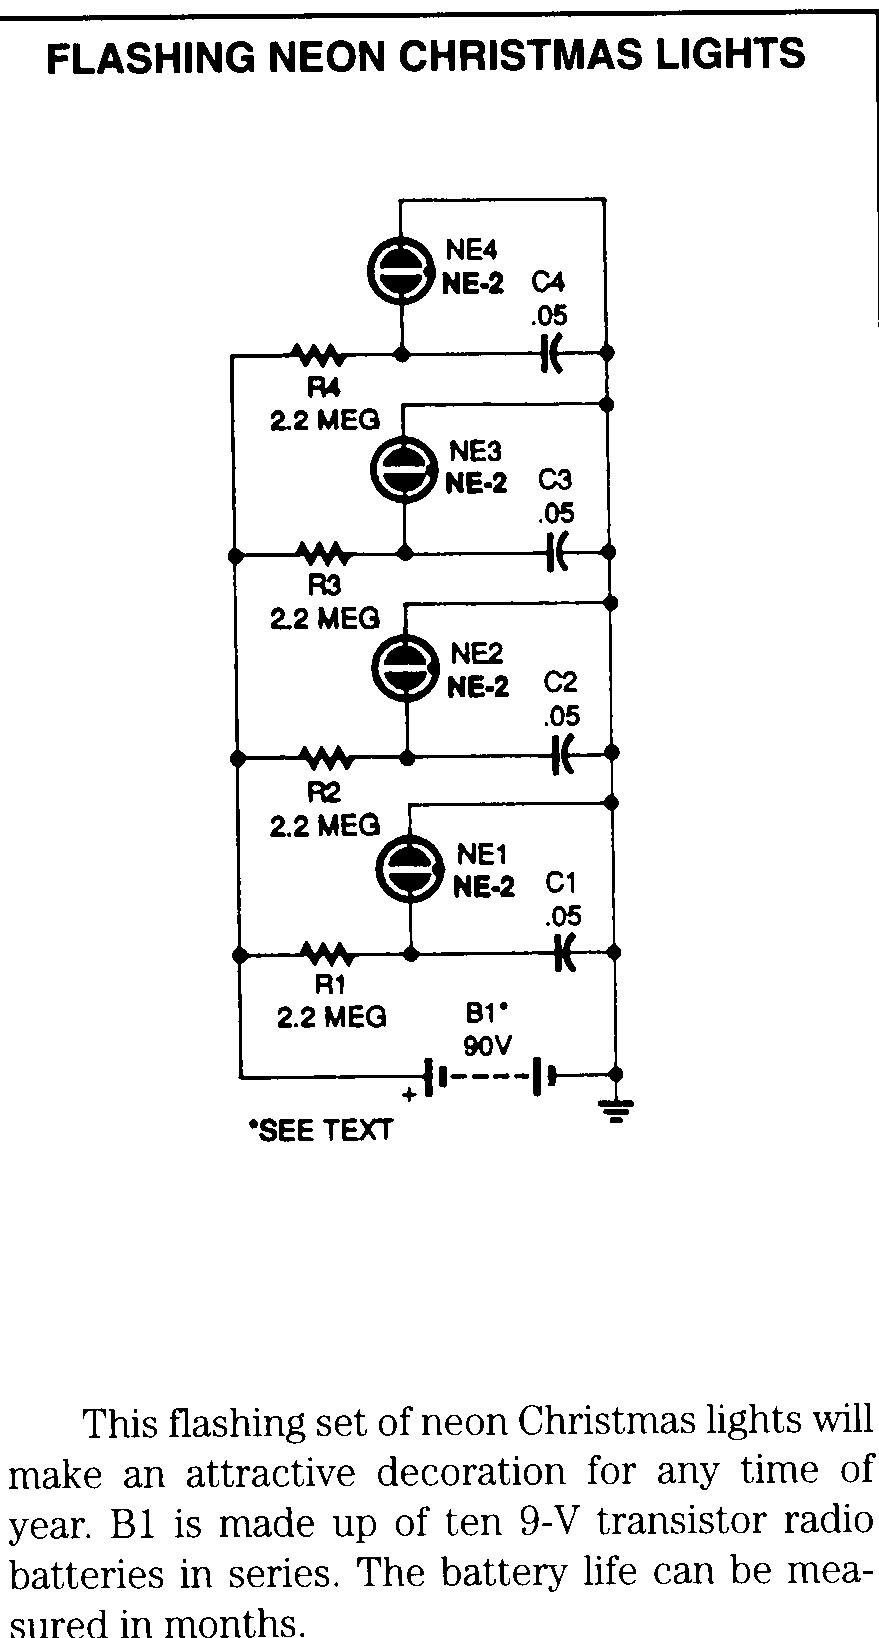 FLASHING NEON CHRISTMAS LIGHTS
NE4
NE-2
C4
.05
R4
2.2 MEG
NE3
NE-2
C3
.05
R3
2.2 MEG
NE2
NE-2
C2
.05
R2
2.2 MEG
NE1
NE-2
C1
.05
R1
2.2 MEG
B1*
90V
+
*SEE TEXT
This flashing set of neon Christmas lights will
make an attractive decoration for any time of
year. B1 is made up of ten 9-V transistor radio
batteries in series. The battery life can be mea-
sured in months.